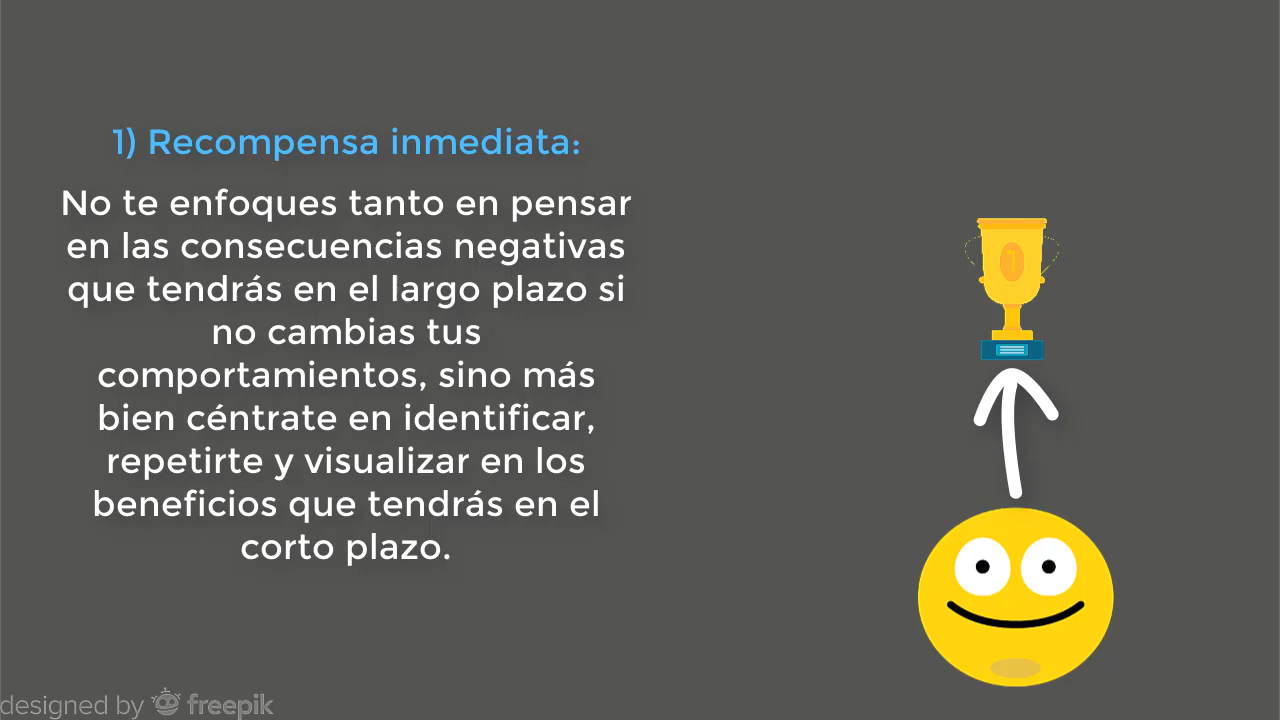 1) Recompensa inmediata:
No te enfoques tanto en pensar
en las consecuencias negativas
que tendrás en el largo plazo si
no cambias tus
comportamientos, sino más
bien céntrate en identificar,
repetirte y visualizar en los
beneficios que tendrás en el
corto plazo.
1
designed by freepik